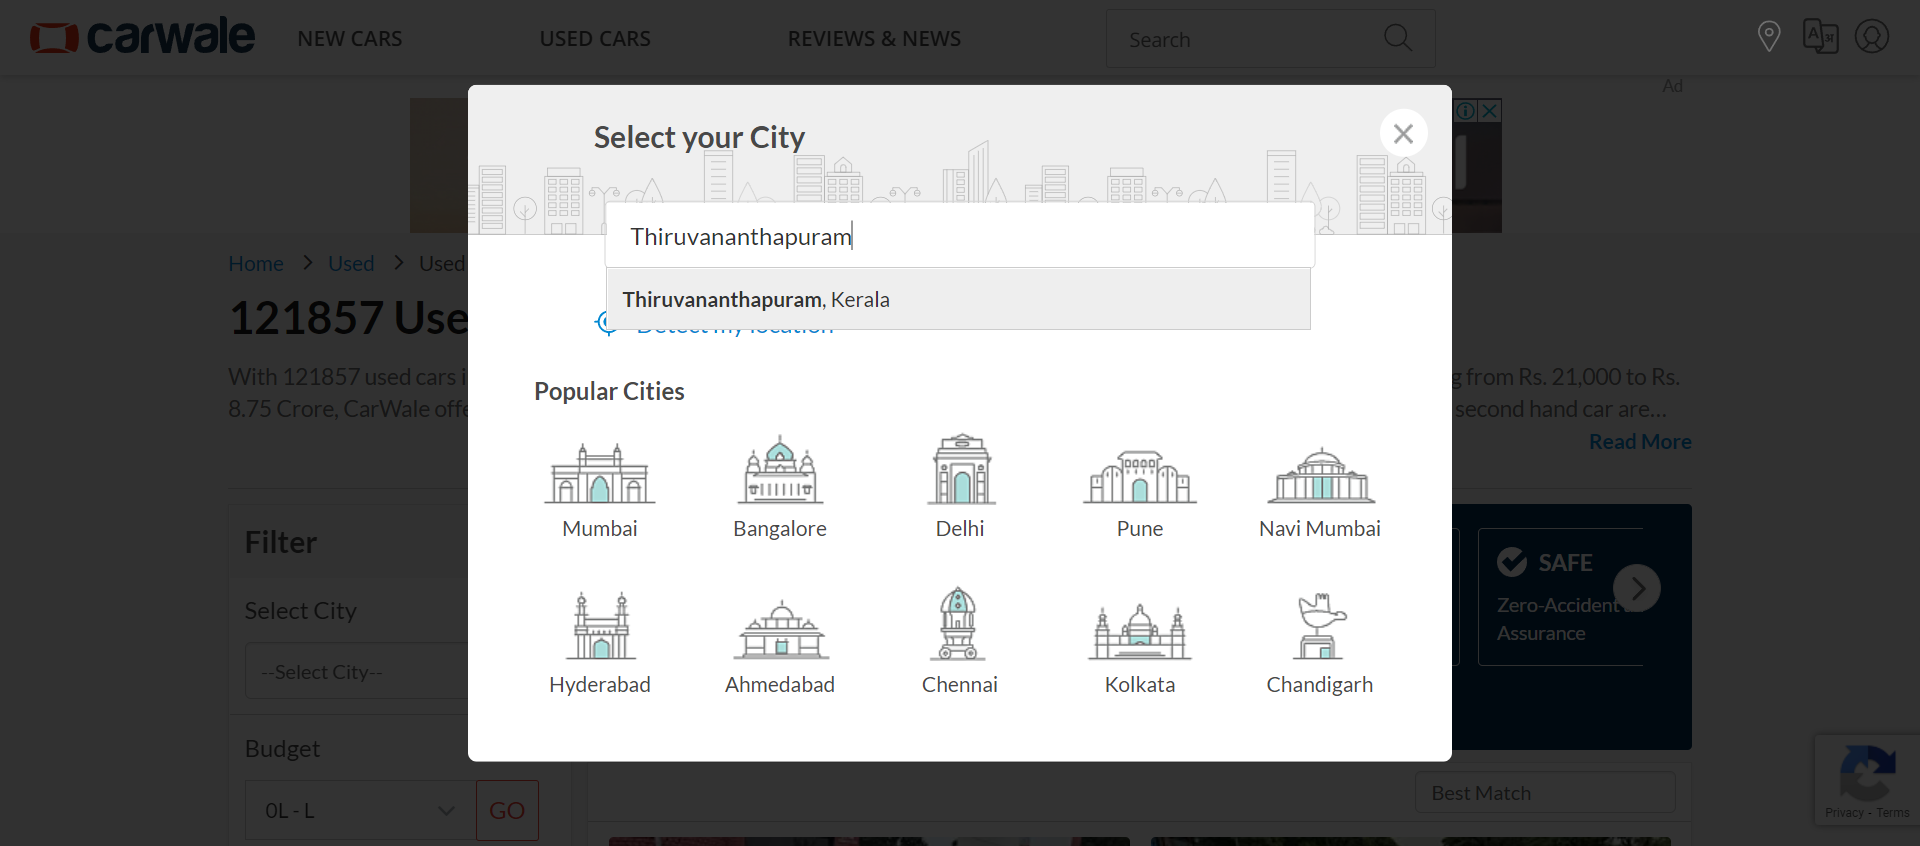 carwale
NEW CARS
USED CARS
REVIEWS & NEWS
Search
Ad
Select your City
Thiruvananthapuram
Thiruvananthapuram, Kerala
Detect my location
Home > Used > Used
121857 Use
With 121857 used cars i
g from Rs. 21,000 to Rs.
8.75 Crore, CarWale offe
second hand car are...
Read More
Popular Cities
Mumbai
Bangalore
Delhi
Pune
Navi Mumbai
Hyderabad
Ahmedabad
Chennai
Kolkata
Chandigarh
Filter
Select City
--Select City--
Budget
0L - L
GO
SAFE
Zero-Accident
Assurance
Best Match
Privacy - Terms